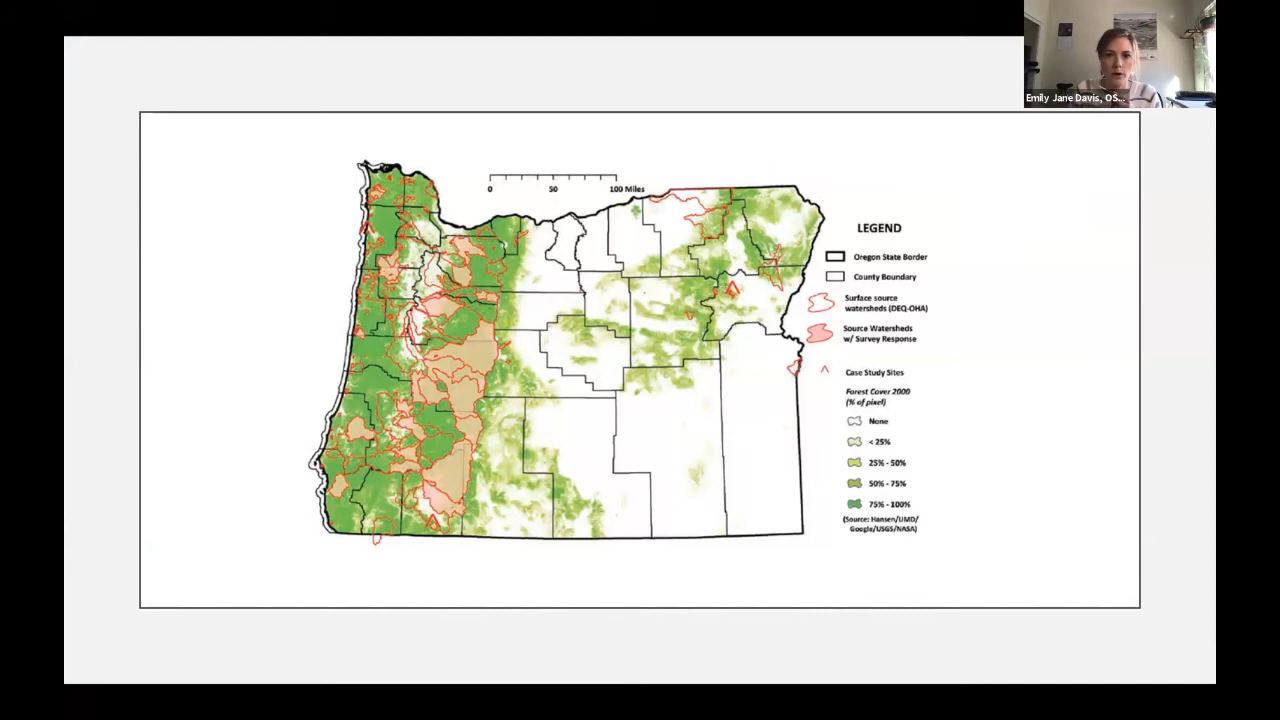 Emily Jane Davis, OS...
0 50 100 Miles
LEGEND
Oregon State Border
County Boundary
Surface source
watersheds (DEQ-OHA)
Source Watersheds
w/ Survey Response
Case Study Sites
Forest Cover 2000
(% of pixel)
None
< 25%
25% - 50%
50% - 75%
75% - 100%
(Source: Hansen/UMD/
Google/USGS/NASA)